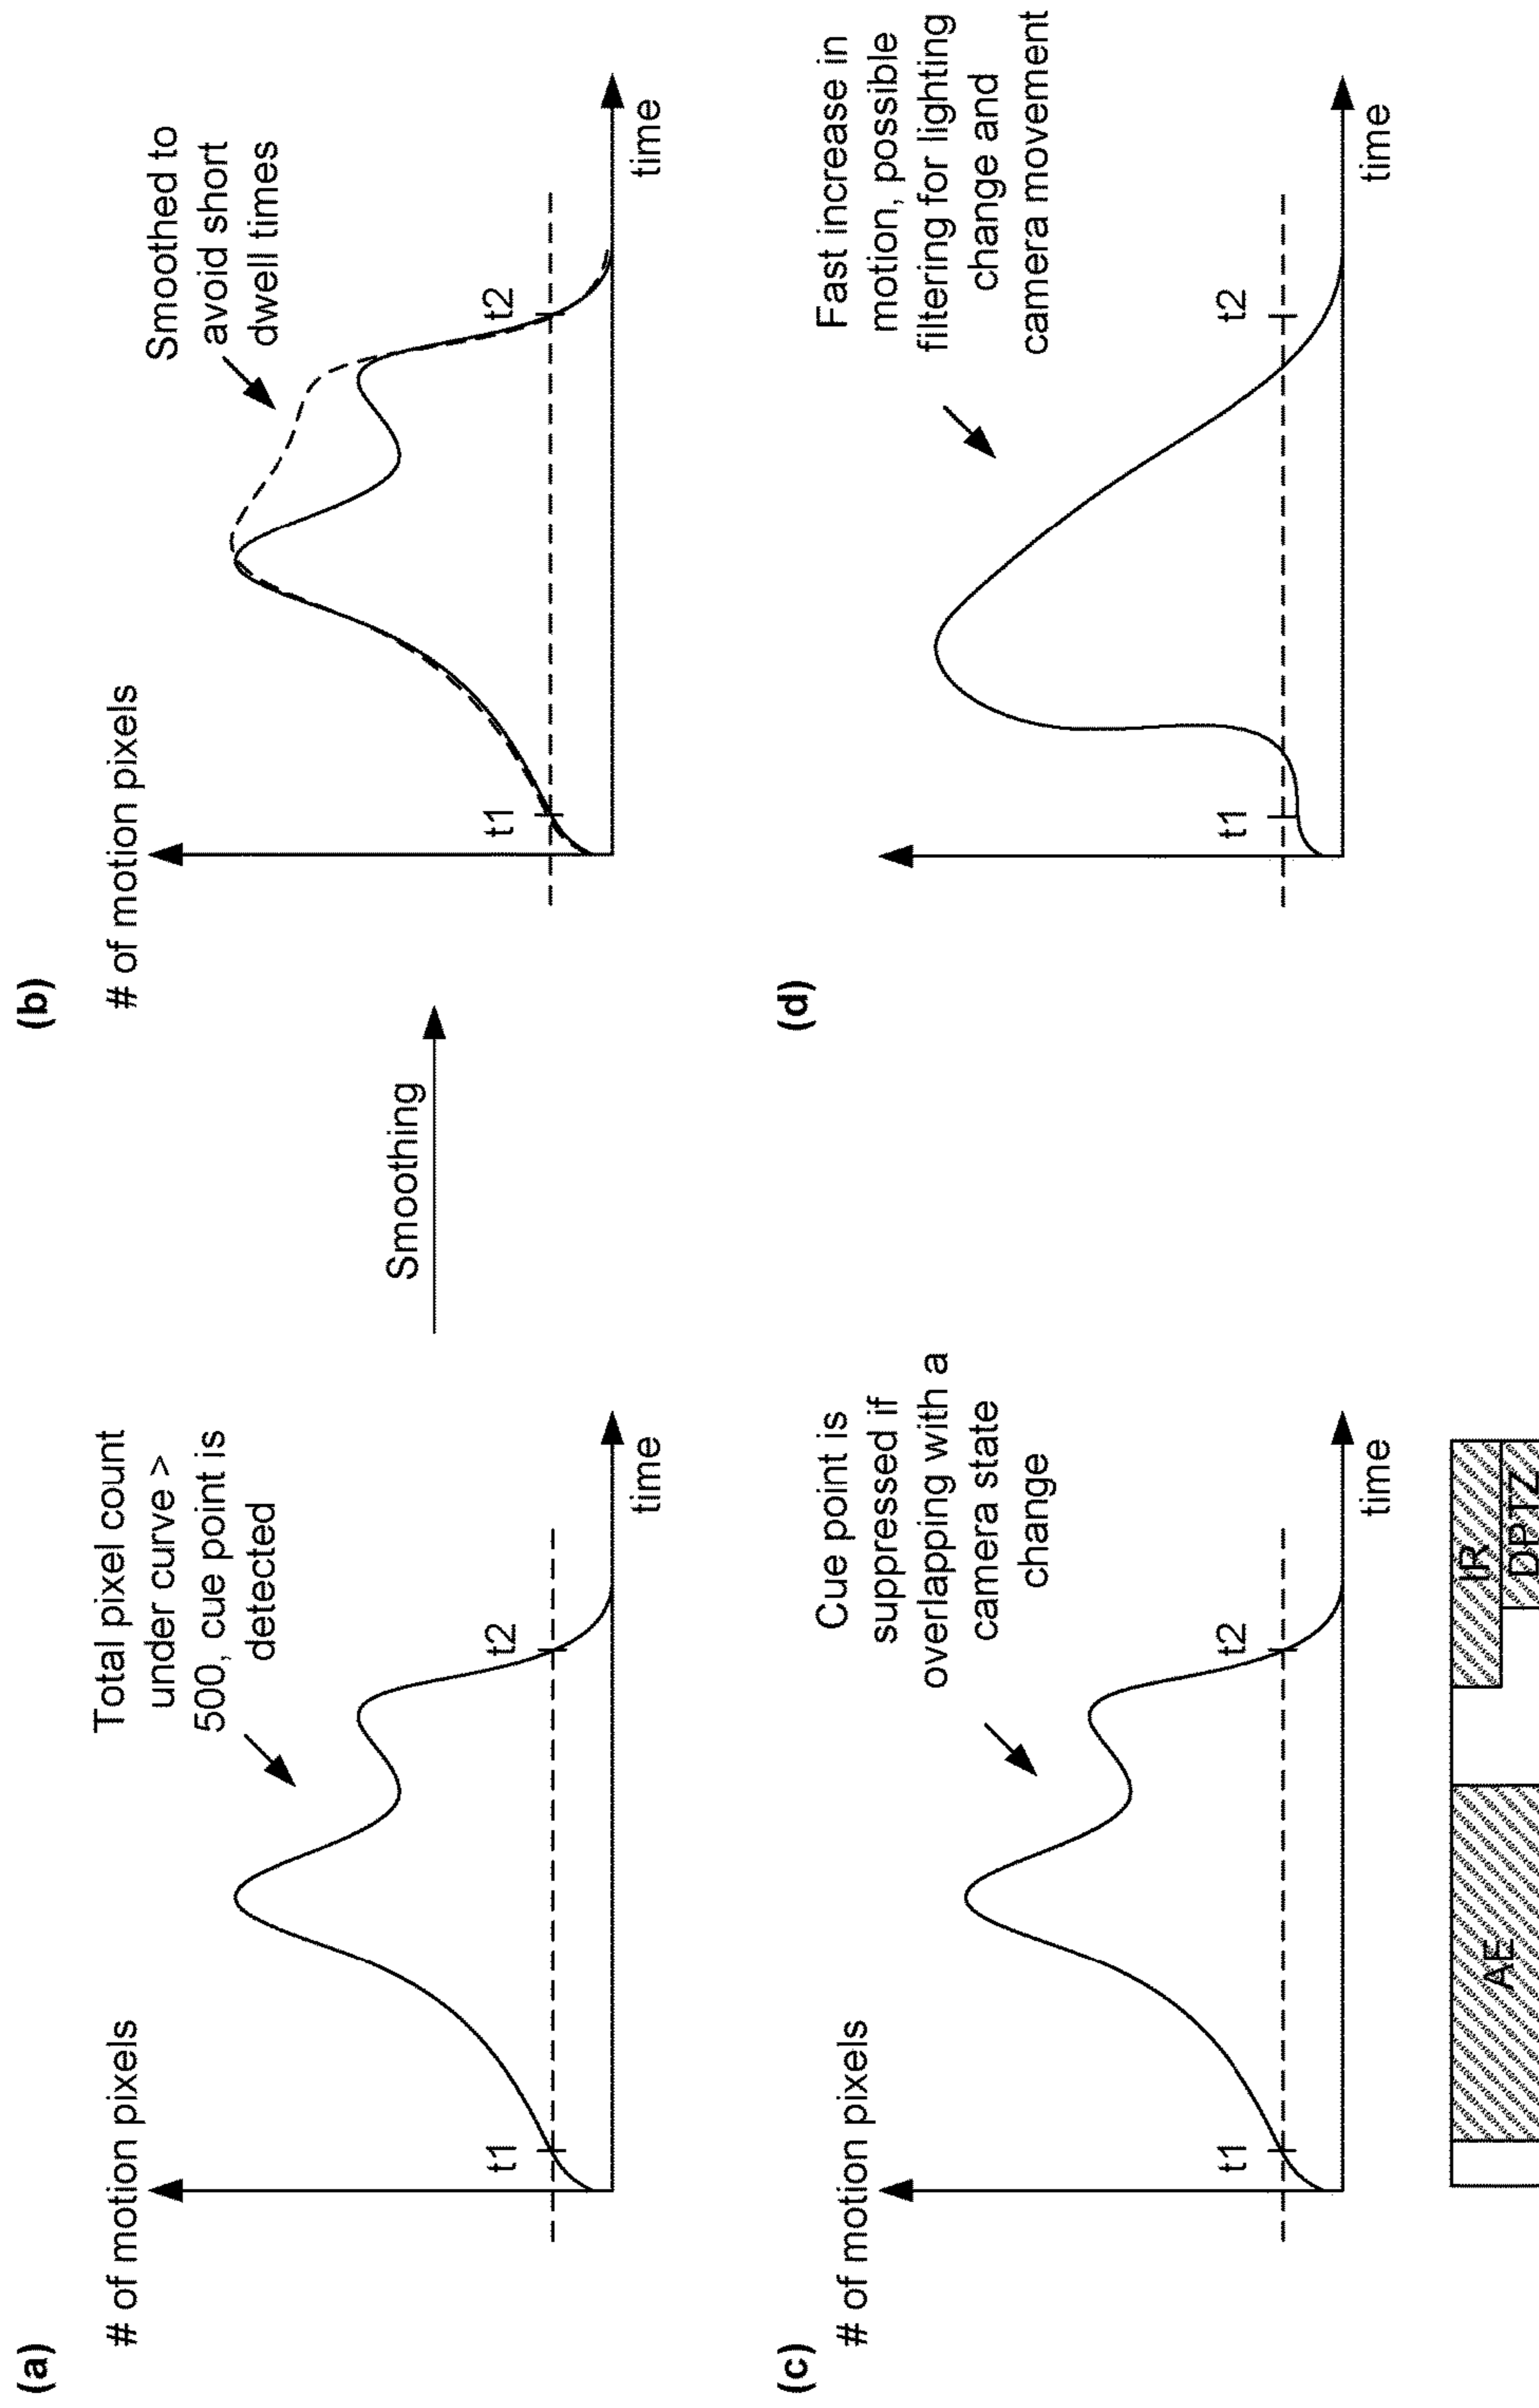 (a)
# of motion pixels
Total pixel count
under curve >
500, cue point is
detected
t1
t2
time
Smoothing
(b)
# of motion pixels
Smoothed to
avoid short
dwell times
t1
t2
time
(c)
# of motion pixels
Cue point is
suppressed if
overlapping with a
camera state
change
t1
t2
time
AE
IR
DPTZ
(d)
Fast increase in
motion, possible
filtering for lighting
change and
camera movement
t1
t2
time